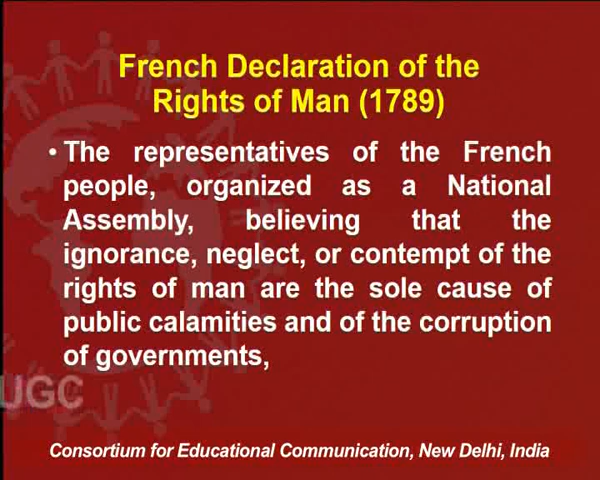 French Declaration of the
Rights of Man (1789)
• The representatives of the French
people, organized as a National
Assembly, believing that the
ignorance, neglect, or contempt of the
rights of man are the sole cause of
public calamities and of the corruption
of governments,
UGC
Consortium for Educational Communication, New Delhi, India